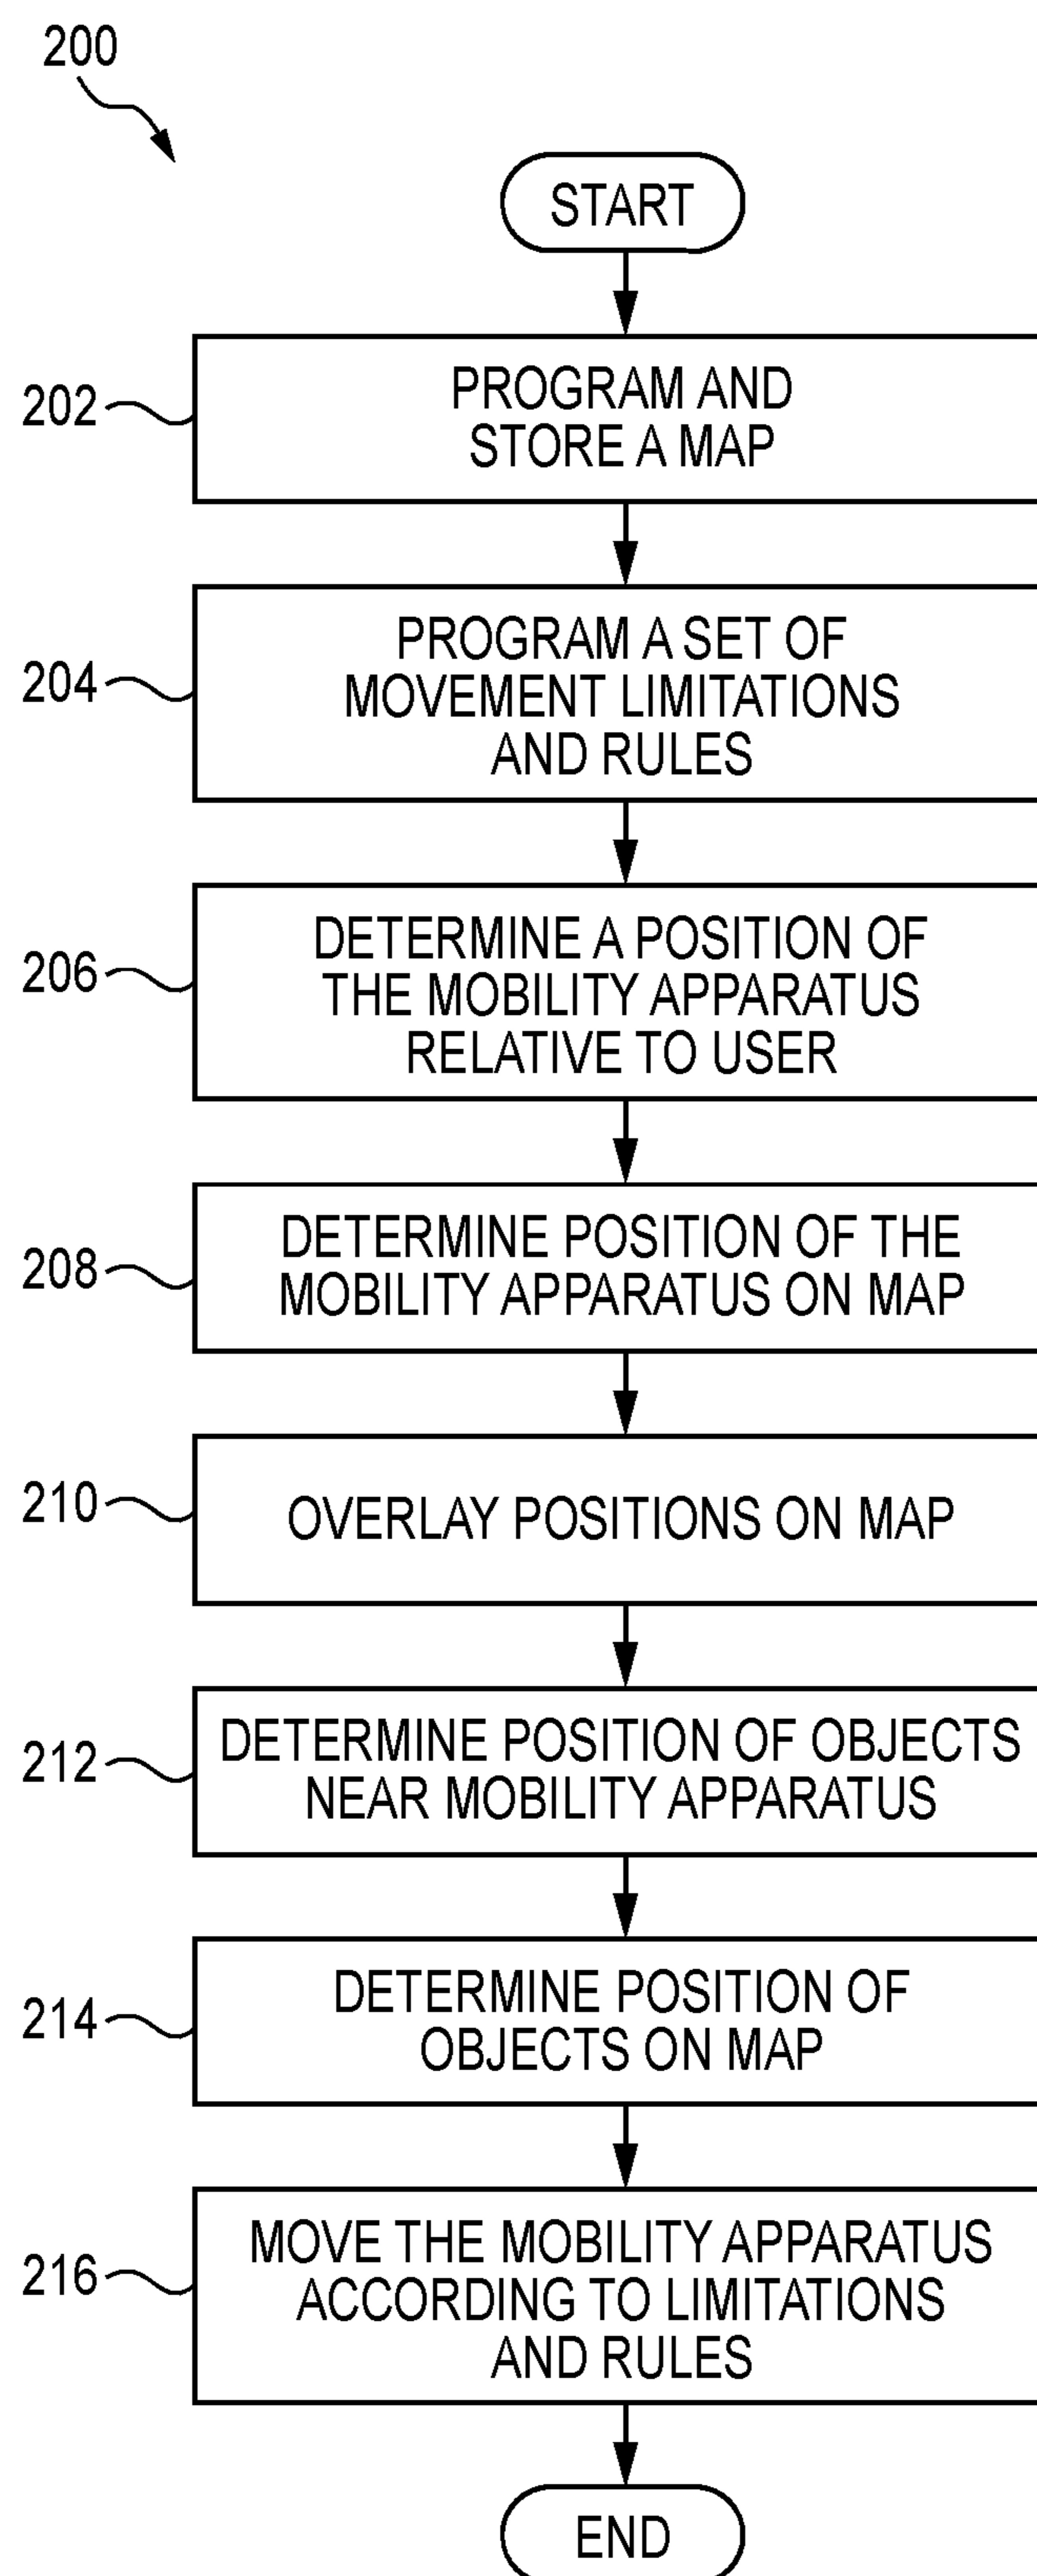 200
START
202
PROGRAM AND
STORE A MAP
204
PROGRAM A SET OF
MOVEMENT LIMITATIONS
AND RULES
206
DETERMINE A POSITION OF
THE MOBILITY APPARATUS
RELATIVE TO USER
208
DETERMINE POSITION OF THE
MOBILITY APPARATUS ON MAP
210
OVERLAY POSITIONS ON MAP
212
DETERMINE POSITION OF OBJECTS
NEAR MOBILITY APPARATUS
214
DETERMINE POSITION OF
OBJECTS ON MAP
216
MOVE THE MOBILITY APPARATUS
ACCORDING TO LIMITATIONS
AND RULES
END